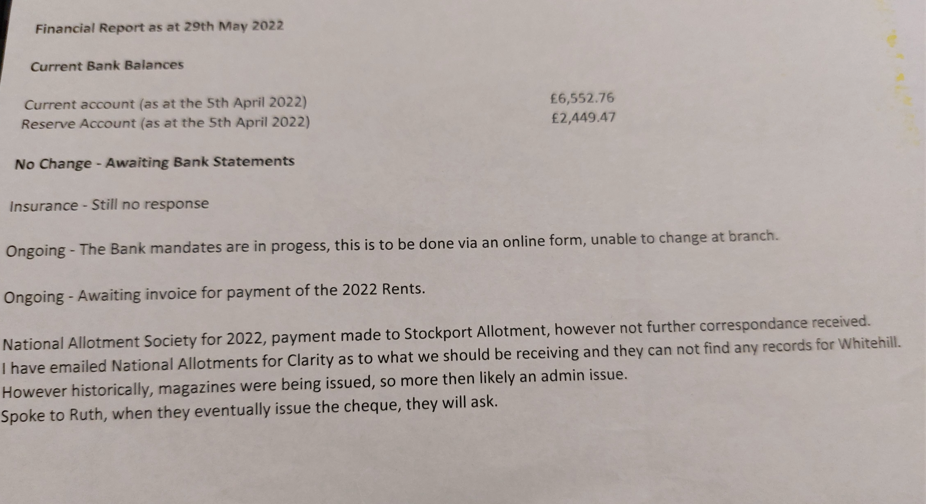 Financial Report as at 29th May 2022
Current Bank Balances
Current account (as at the 5th April 2022) £6,552.76
Reserve Account (as at the 5th April 2022) £2,449.47
No Change - Awaiting Bank Statements
Insurance - Still no response
Ongoing - The Bank mandates are in progess, this is to be done via an online form, unable to change at branch.
Ongoing - Awaiting invoice for payment of the 2022 Rents.
National Allotment Society for 2022, payment made to Stockport Allotment, however not further correspondance received.
I have emailed National Allotments for Clarity as to what we should be receiving and they can not find any records for Whitehill.
However historically, magazines were being issued, so more then likely an admin issue.
Spoke to Ruth, when they eventually issue the cheque, they will ask.